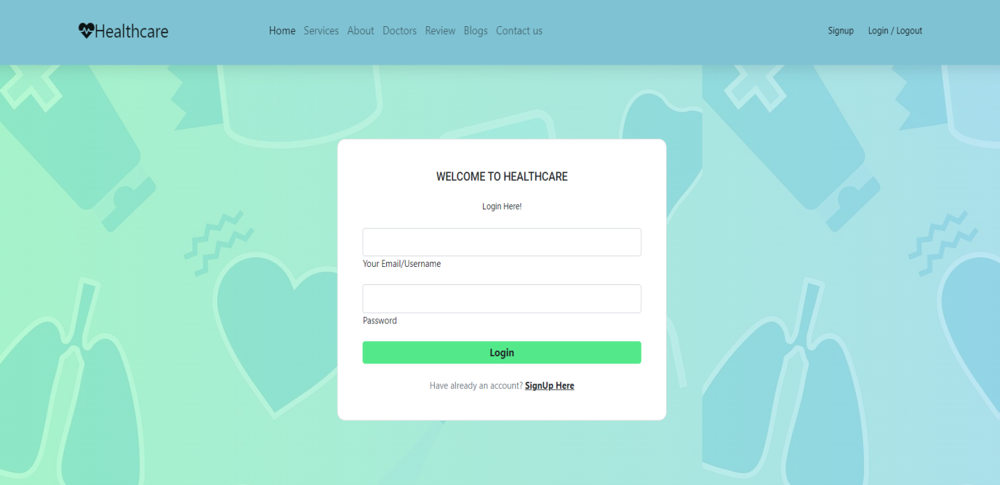 Healthcare Home Services About Doctors Review Blogs Contact us Signup Login / Logout
WELCOME TO HEALTHCARE
Login Here!
Your Email/Username
Password
Login
Have already an account? SignUp Here